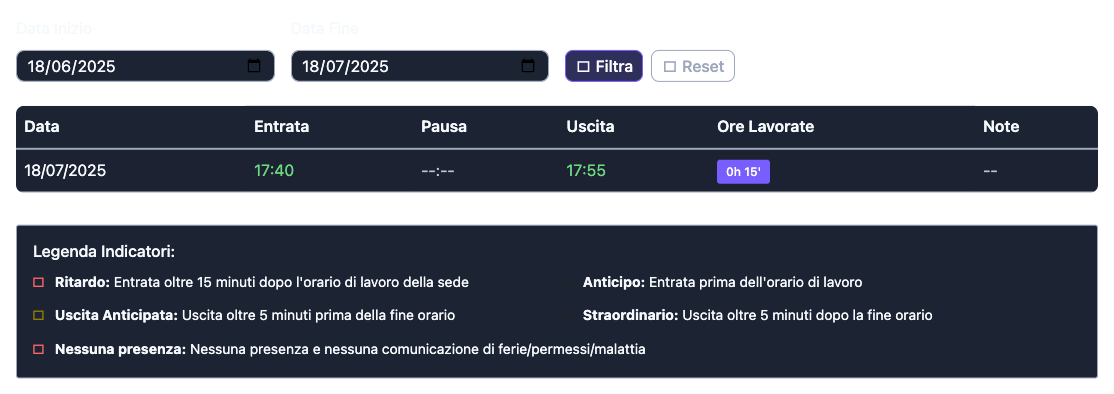 Data Inizio Data Fine
18/06/2025 18/07/2025 Filtra Reset
Data Entrata Pausa Uscita Ore Lavorate Note
18/07/2025 17:40 --:-- 17:55 0h 15' --
Legenda Indicatori:
Ritardo: Entrata oltre 15 minuti dopo l'orario di lavoro della sede Anticipo: Entrata prima dell'orario di lavoro
Uscita Anticipata: Uscita oltre 5 minuti prima della fine orario Straordinario: Uscita oltre 5 minuti dopo la fine orario
Nessuna presenza: Nessuna presenza e nessuna comunicazione di ferie/permessi/malattia